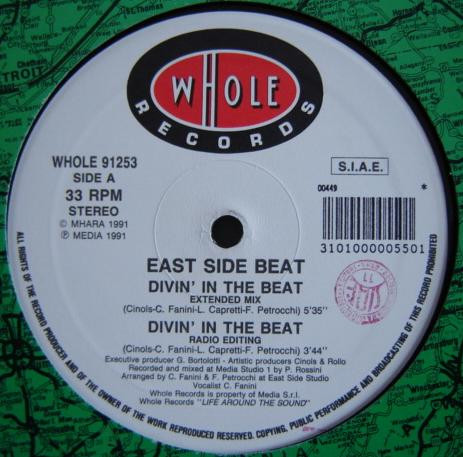 WHOLE
RECORDS
WHOLE 91253
SIDE A
33 RPM
STEREO
© MHARA 1991
℗ MEDIA 1991
S.I.A.E.
00449 *
3101000005501
EAST SIDE BEAT
DIVIN' IN THE BEAT
EXTENDED MIX
(Cinols-C. Fanini-L. Capretti-F. Petrocchi) 5'35"
DIVIN' IN THE BEAT
RADIO EDITING
(Cinols-C. Fanini-L. Capretti-F. Petrocchi) 3'44"
Executive producer G. Bortolotti - Artistic producers Cinols & Rollo
Recorded and mixed at Media Studio 1 by P. Rossini
Arranged by C. Fanini & F. Petrocchi at East Side Studio
Vocalist C. Fanini
Whole Records is property of Media S.r.l.
Whole Records "LIFE AROUND THE SOUND"
ALL RIGHTS OF THE RECORD PRODUCER AND OF THE OWNER OF THE WORK REPRODUCED RESERVED. COPYING, PUBLIC PERFORMANCE AND BROADCASTING OF THIS RECORD PROHIBITED